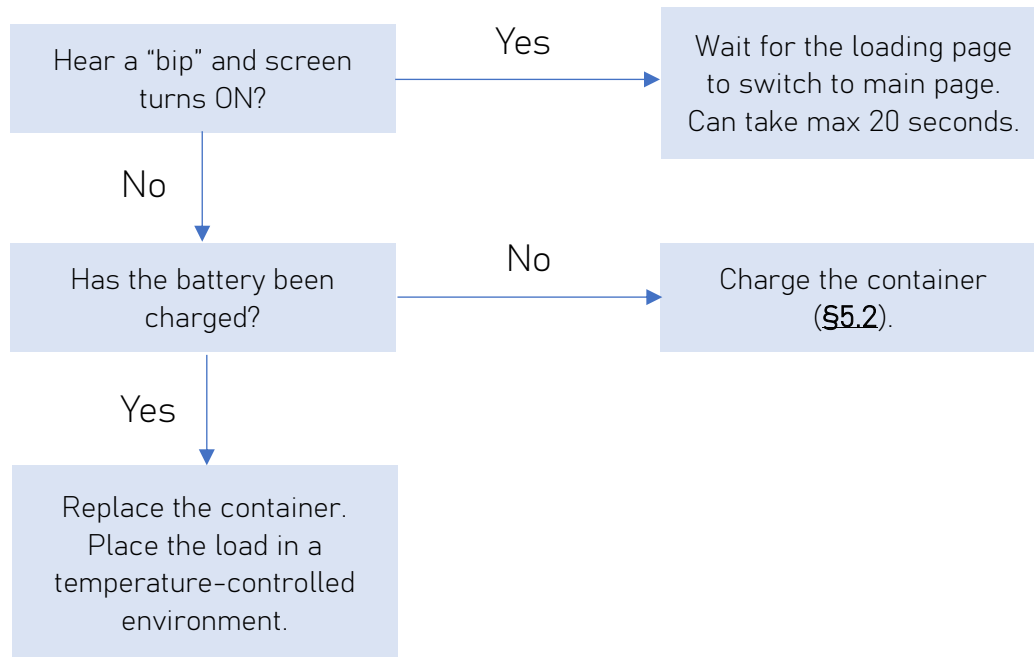 Hear a “bip” and screen
turns ON?
Yes
Wait for the loading page
to switch to main page.
Can take max 20 seconds.
No
Has the battery been
charged?
No
Charge the container
(§5.2).
Yes
Replace the container.
Place the load in a
temperature-controlled
environment.